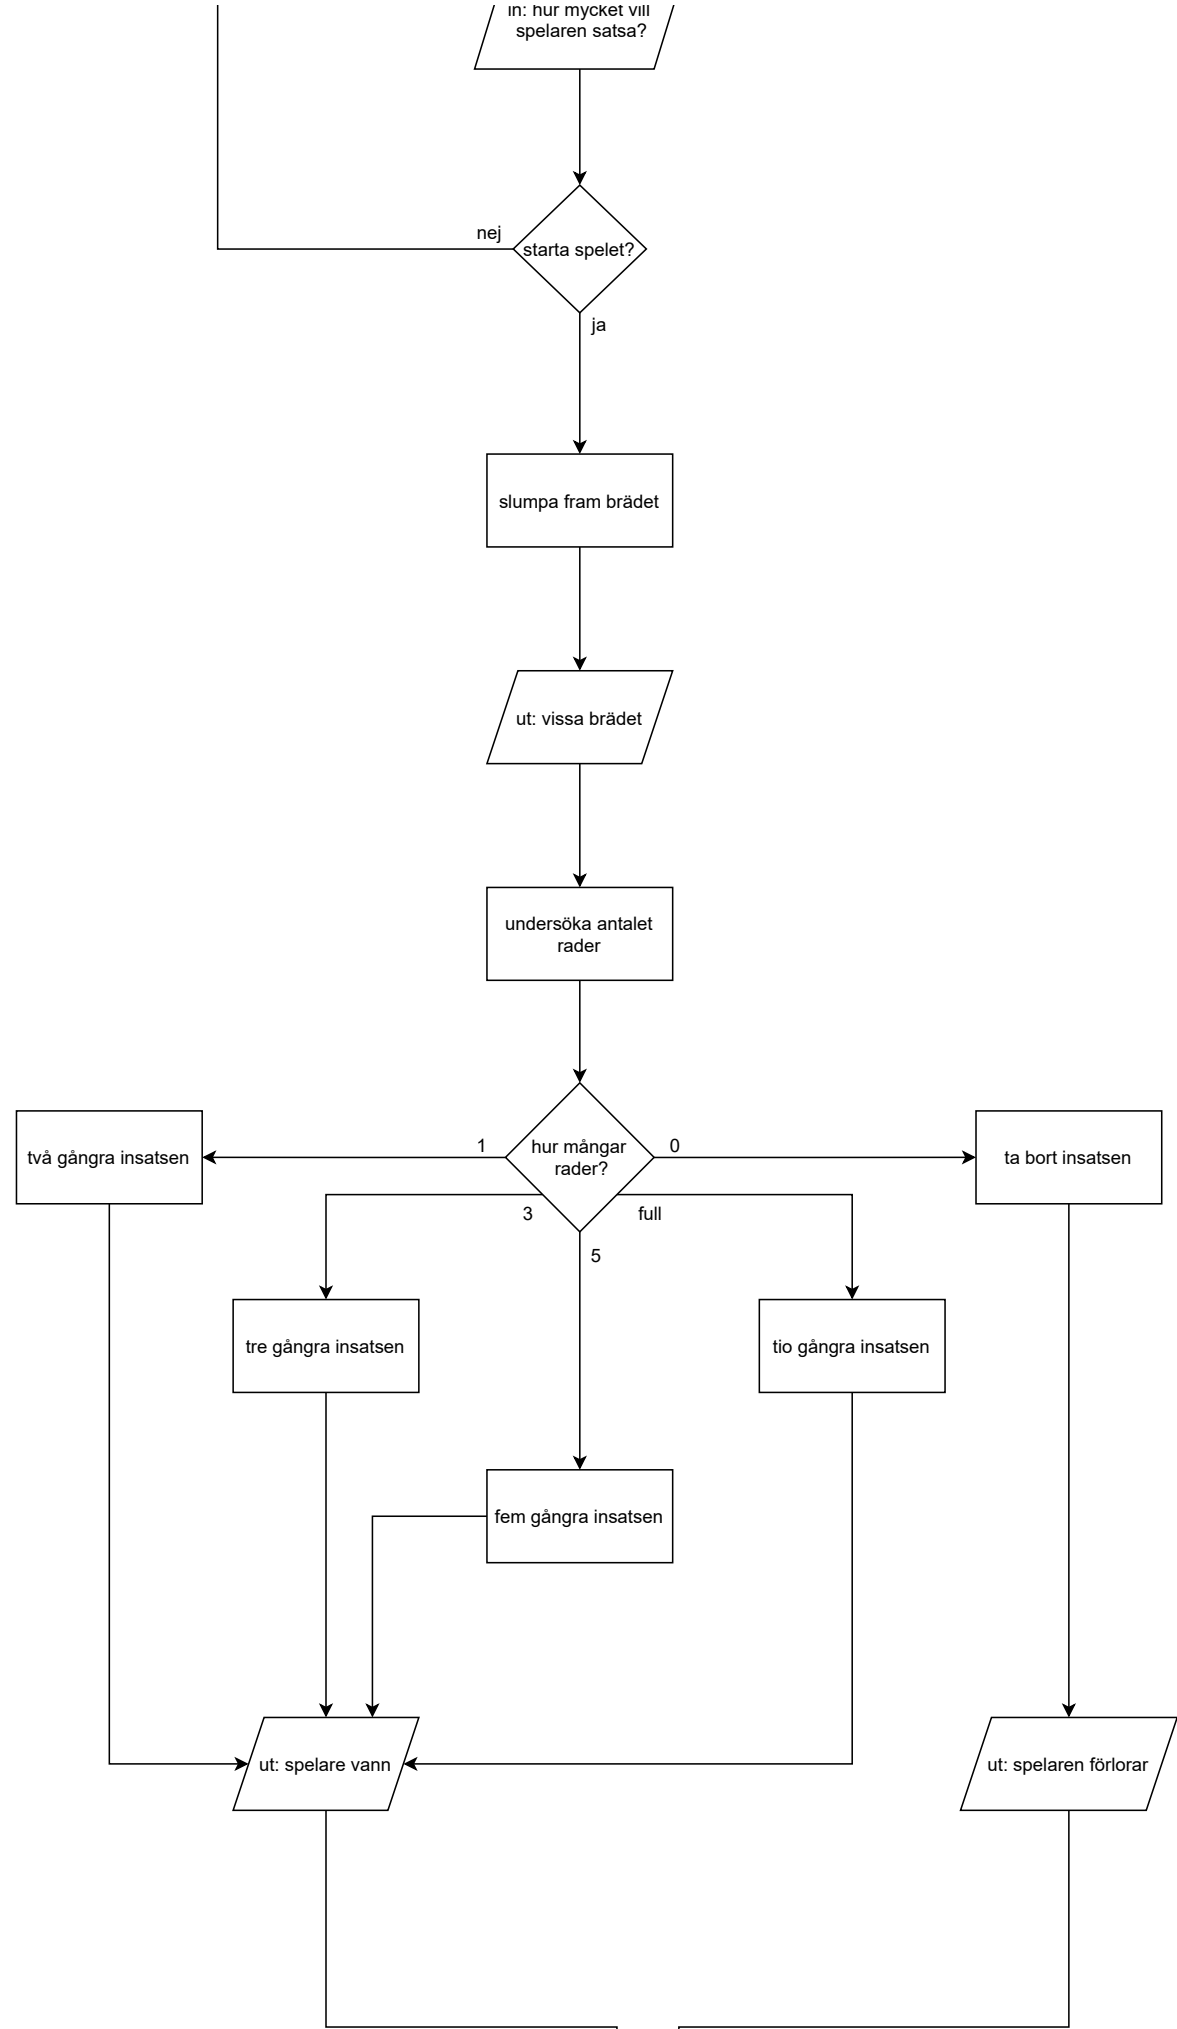 in: hur mycket vill
spelaren satsa?
nej
starta spelet?
ja
slumpa fram brädet
ut: vissa brädet
undersöka antalet
rader
två gångra insatsen
1
hur mångar
rader?
0
ta bort insatsen
3
full
5
tre gångra insatsen
tio gångra insatsen
fem gångra insatsen
ut: spelare vann
ut: spelaren förlorar